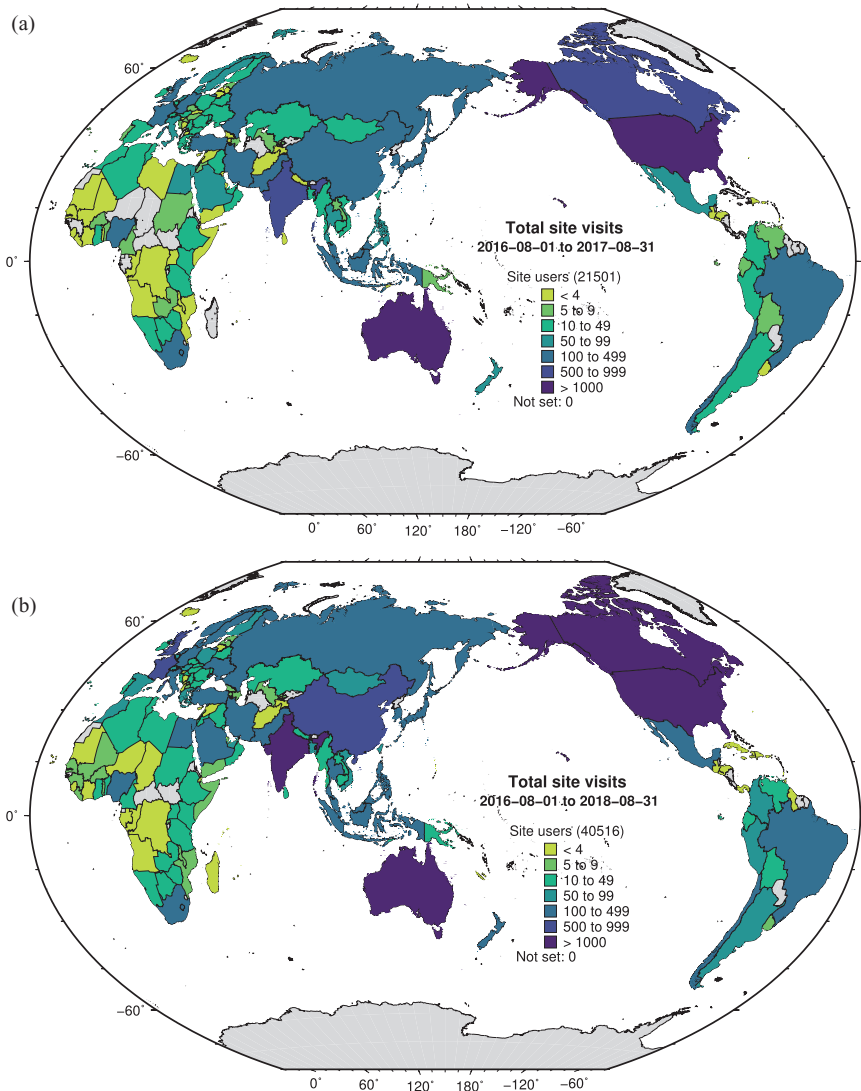 (a)
60°
0°
−60°
Total site visits
2016−08−01 to 2017−08−31
Site users (21501)
< 4
5 to 9
10 to 49
50 to 99
100 to 499
500 to 999
> 1000
Not set: 0
0° 60° 120° 180° −120° −60°
(b)
60°
0°
−60°
Total site visits
2016−08−01 to 2018−08−31
Site users (40516)
< 4
5 to 9
10 to 49
50 to 99
100 to 499
500 to 999
> 1000
Not set: 0
0° 60° 120° 180° −120° −60°